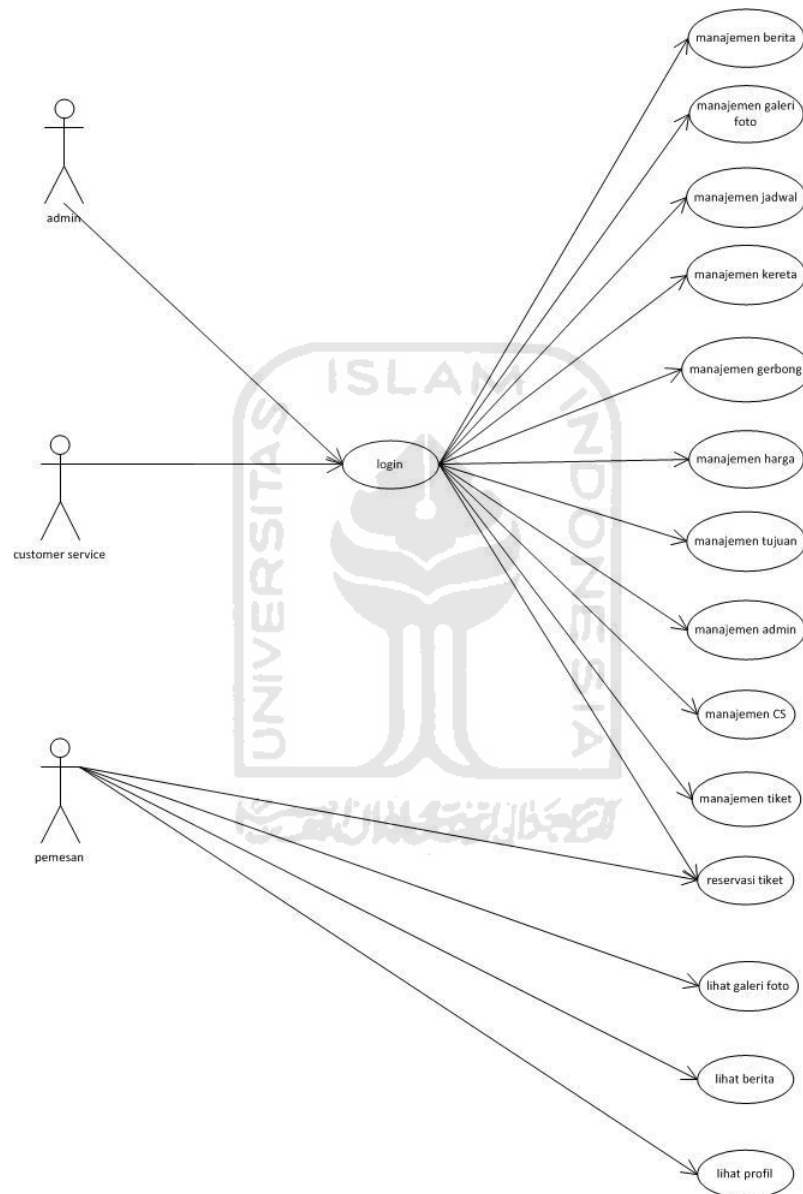 manajemen berita
manajemen galeri
foto
admin
manajemen jadwal
manajemen kereta
manajemen gerbong
manajemen harga
login
customer service
manajemen tujuan
manajemen admin
manajemen CS
manajemen tiket
pemesan
reservasi tiket
lihat galeri foto
lihat berita
lihat profil
UNIVERSITAS
ISLAM
INDONESIA